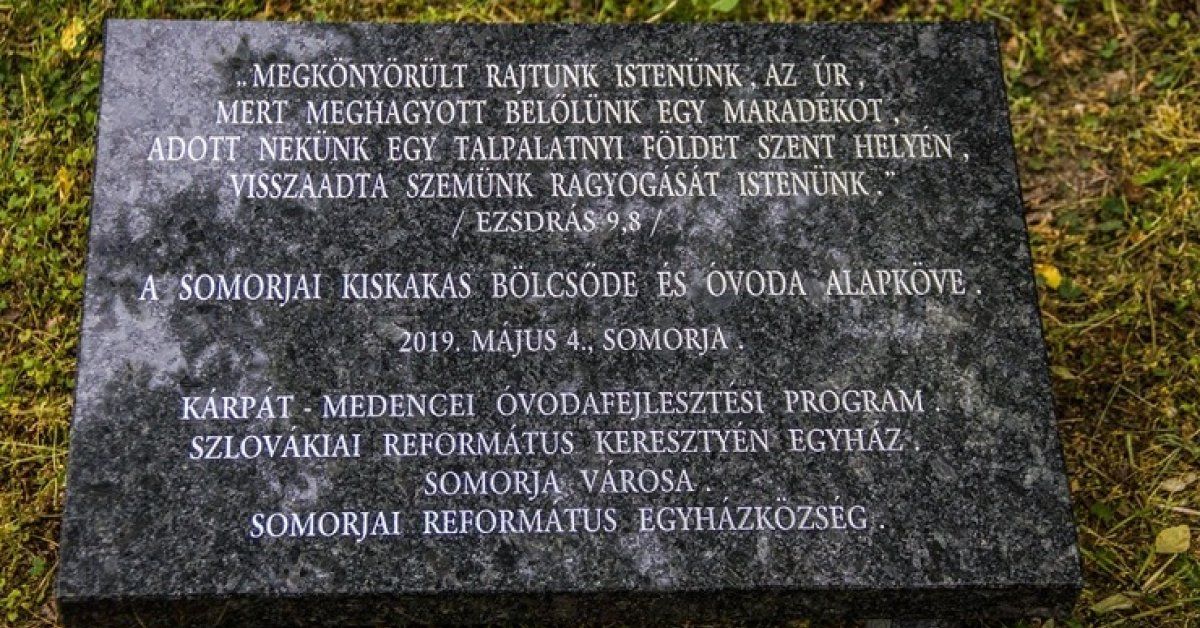 „MEGKÖNYÖRÜLT RAJTUNK ISTENÜNK, AZ ÚR,
MERT MEGHAGYOTT BELŐLÜNK EGY MARADÉKOT,
ADOTT NEKÜNK EGY TALPALATNYI FÖLDET SZENT HELYÉN,
VISSZAADTA SZEMÜNK RAGYOGÁSÁT ISTENÜNK."
/ EZSDRÁS 9,8 /
A SOMORJAI KISKAKAS BÖLCSŐDE ÉS ÓVODA ALAPKÖVE.
2019. MÁJUS 4., SOMORJA.
KÁRPÁT - MEDENCEI ÓVODAFEJLESZTÉSI PROGRAM.
SZLOVÁKIAI REFORMÁTUS KERESZTYÉN EGYHÁZ.
SOMORJA VÁROSA.
SOMORJAI REFORMÁTUS EGYHÁZKÖZSÉG.